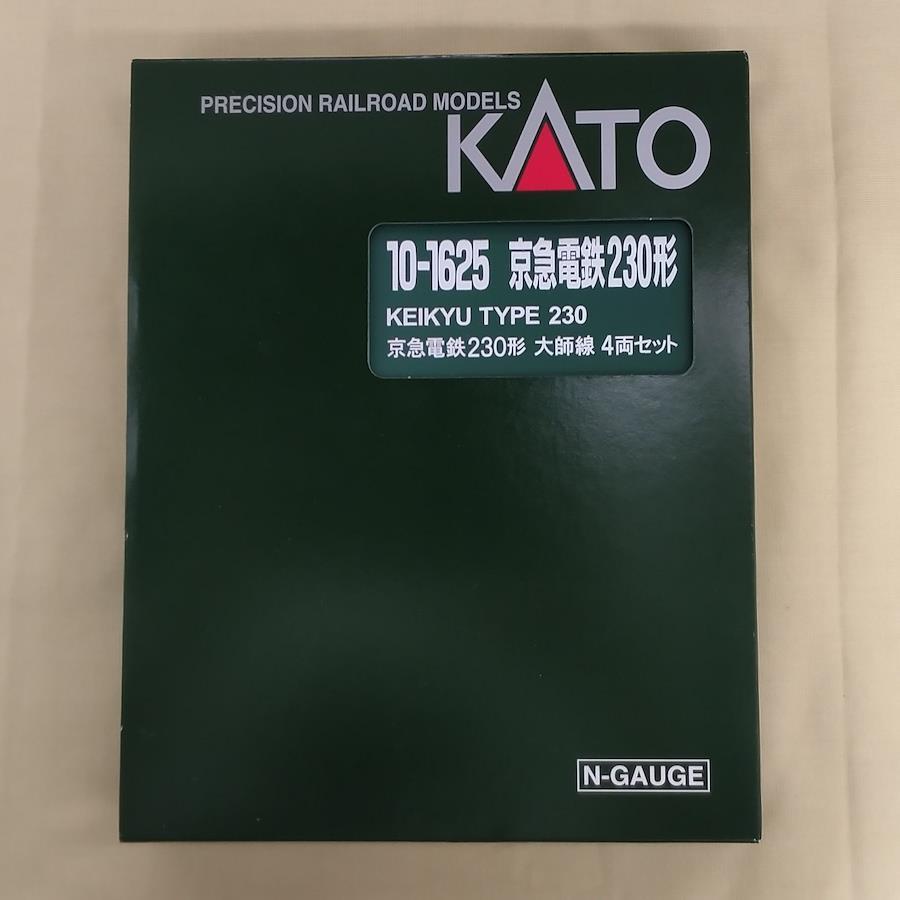 PRECISION RAILROAD MODELS
KATO
10-1625 京急電鉄230形
KEIKYU TYPE 230
京急電鉄230形 大師線 4両セット
N-GAUGE